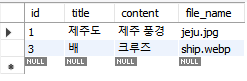 id title content file_name
1 제주도 제주 풍경 jeju.jpg
3 배 크루즈 ship.webp
NULL NULL NULL NULL